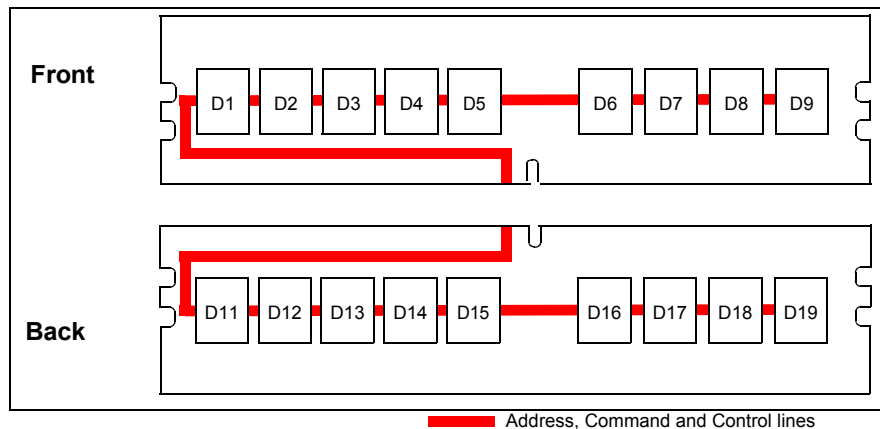 Front
D1 D2 D3 D4 D5 D6 D7 D8 D9
D11 D12 D13 D14 D15 D16 D17 D18 D19
Back
Address, Command and Control lines